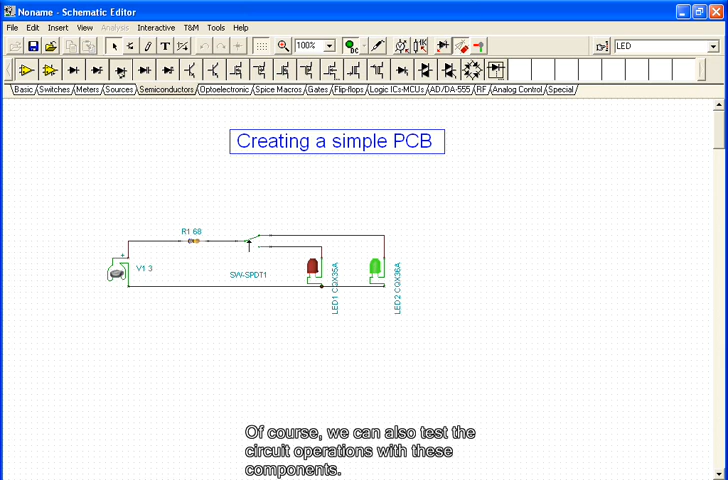 Noname - Schematic Editor
File Edit Insert View Analysis Interactive T&M Tools Help
100% DC LED
Basic Switches Meters Sources Semiconductors Optoelectronic Spice Macros Gates Flip-flops Logic ICs-MCUs AD/DA-555 RF Analog Control Special
Creating a simple PCB
R1 68
+
V1 3
SW-SPDT1
LED1 CQX35A
LED2 CQX36A
Of course, we can also test the
circuit operations with these
components.